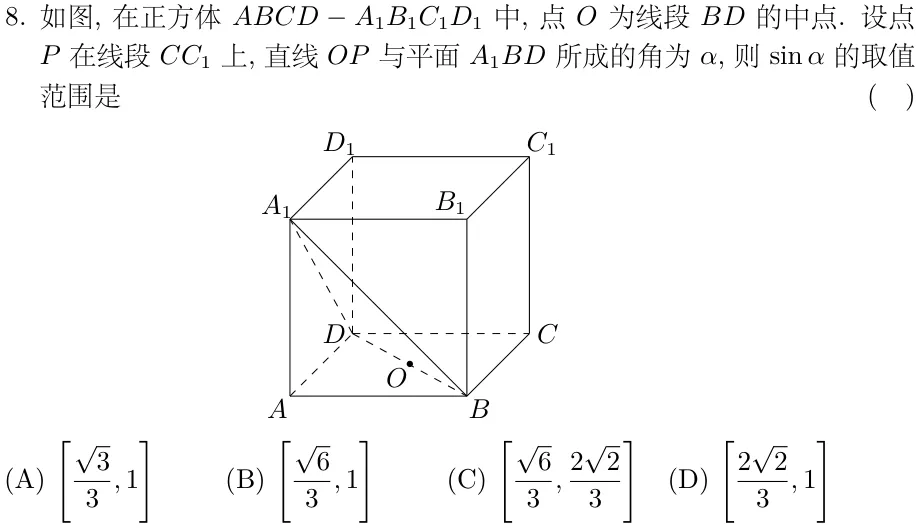 8. 如图, 在正方体 ABCD − A₁B₁C₁D₁ 中, 点 O 为线段 BD 的中点. 设点
P 在线段 CC₁ 上, 直线 OP 与平面 A₁BD 所成的角为 α, 则 sin α 的取值
范围是 ( )
D₁ C₁
A₁ B₁
D C
O
A B
(A) [√3/3, 1] (B) [√6/3, 1] (C) [√6/3, 2√2/3] (D) [2√2/3, 1]